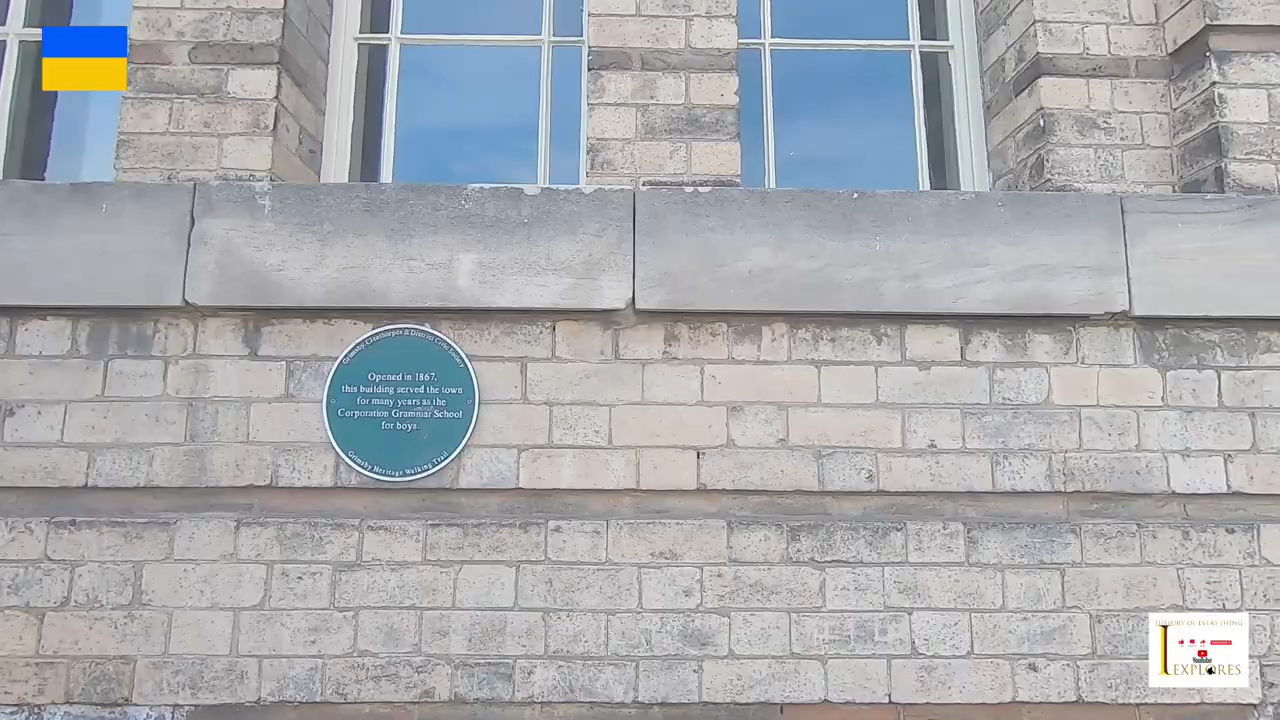 Grimsby Cleethorpes & District Civic Society
Opened in 1867,
this building served the town
for many years as the
Corporation Grammar School
for boys.
Grimsby Heritage Walking Trail
HISTORY OF EVERYTHING
YouTube
EXPLORES